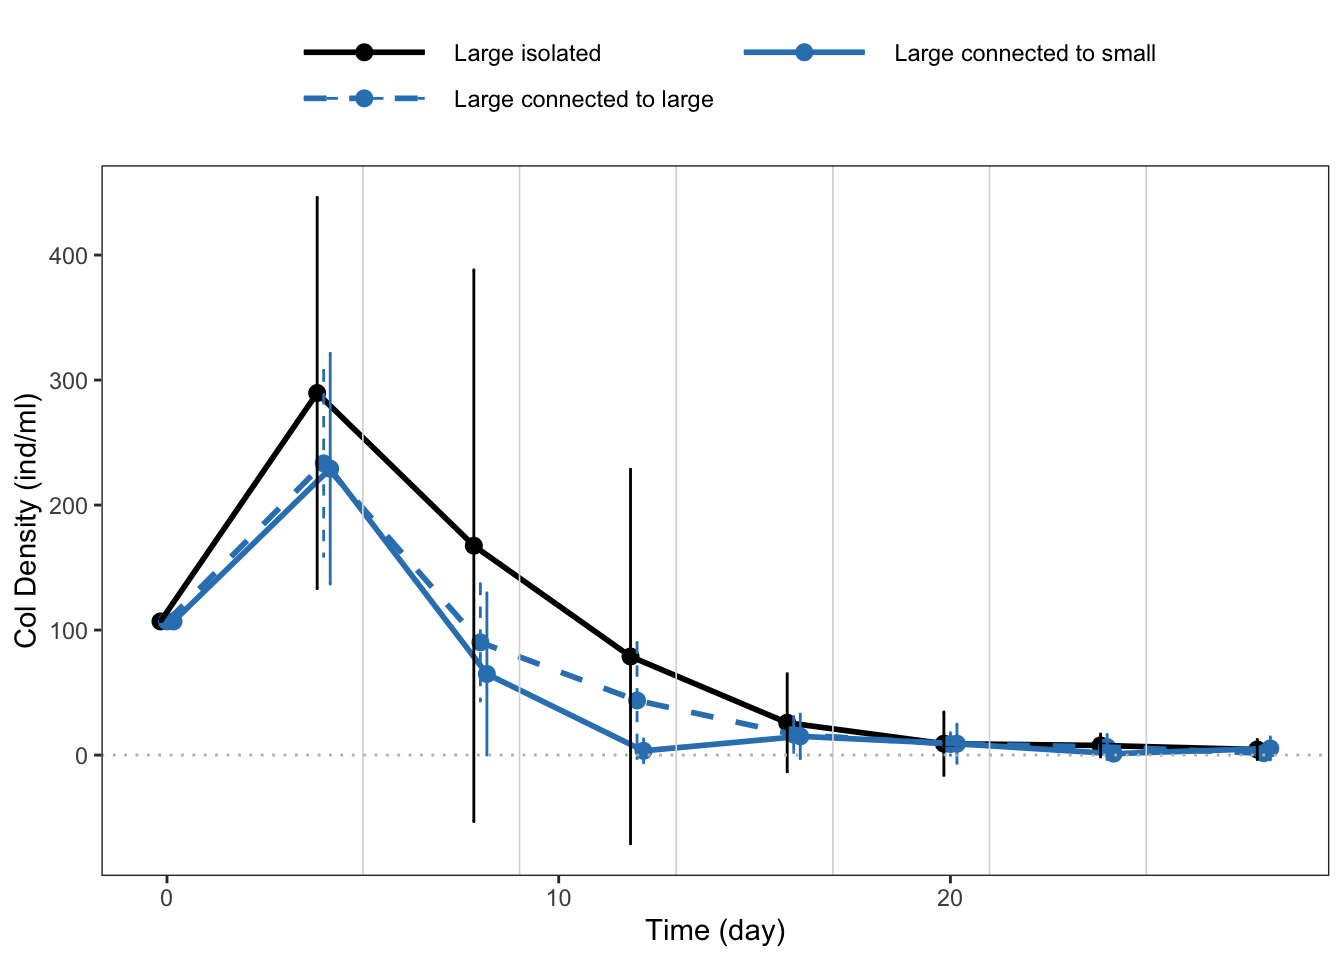 Large isolated
Large connected to small
Large connected to large
Col Density (ind/ml)
400
300
200
100
0
0
10
20
Time (day)